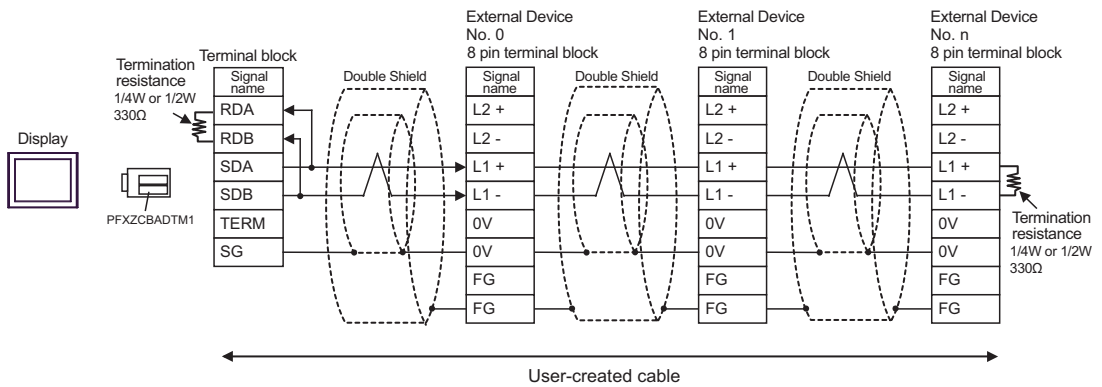 External Device
No. 0
8 pin terminal block
External Device
No. 1
8 pin terminal block
External Device
No. n
8 pin terminal block
Terminal block
Termination
resistance
1/4W or 1/2W
330Ω
Display
PFXZCBADTM1
Signal
name
RDA
RDB
SDA
SDB
TERM
SG
Double Shield
Signal
name
L2 +
L2 -
L1 +
L1 -
0V
0V
FG
FG
Double Shield
Signal
name
L2 +
L2 -
L1 +
L1 -
0V
0V
FG
FG
Double Shield
Signal
name
L2 +
L2 -
L1 +
L1 -
0V
0V
FG
FG
Termination
resistance
1/4W or 1/2W
330Ω
User-created cable